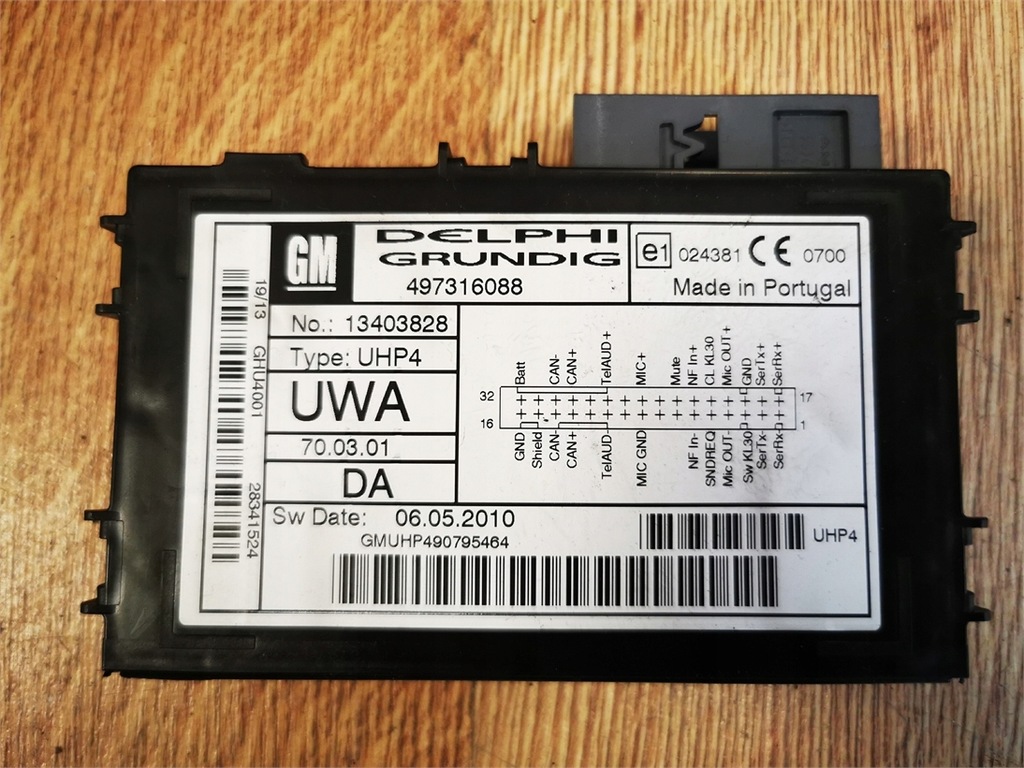 GM
DELPHI
GRUNDIG
497316088
e1 024381 CE 0700
Made in Portugal
19/13 GHU4001 28341524
No.: 13403828
Type: UHP4
UWA
70.03.01
DA
Batt CAN- CAN+ TelAUD+ MIC+ Mute NF In+ CL KL30 Mic OUT+ GND SerTx+ SerRx+
32 17
16 1
GND Shield CAN- CAN+ TelAUD- MIC GND NF In- SNDREQ Mic OUT- Sw KL30 SerTx- SerRx-
Sw Date: 06.05.2010
GMUHP490795464
UHP4